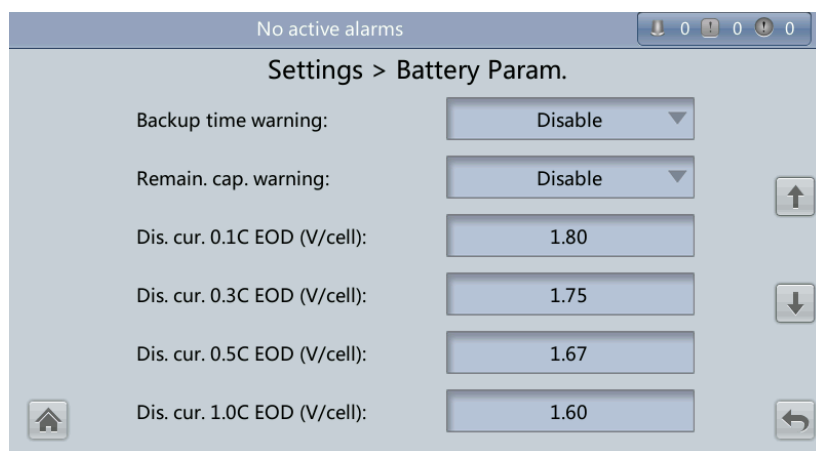 No active alarms 0 0 0
Settings > Battery Param.
Backup time warning: Disable
Remain. cap. warning: Disable
Dis. cur. 0.1C EOD (V/cell): 1.80
Dis. cur. 0.3C EOD (V/cell): 1.75
Dis. cur. 0.5C EOD (V/cell): 1.67
Dis. cur. 1.0C EOD (V/cell): 1.60